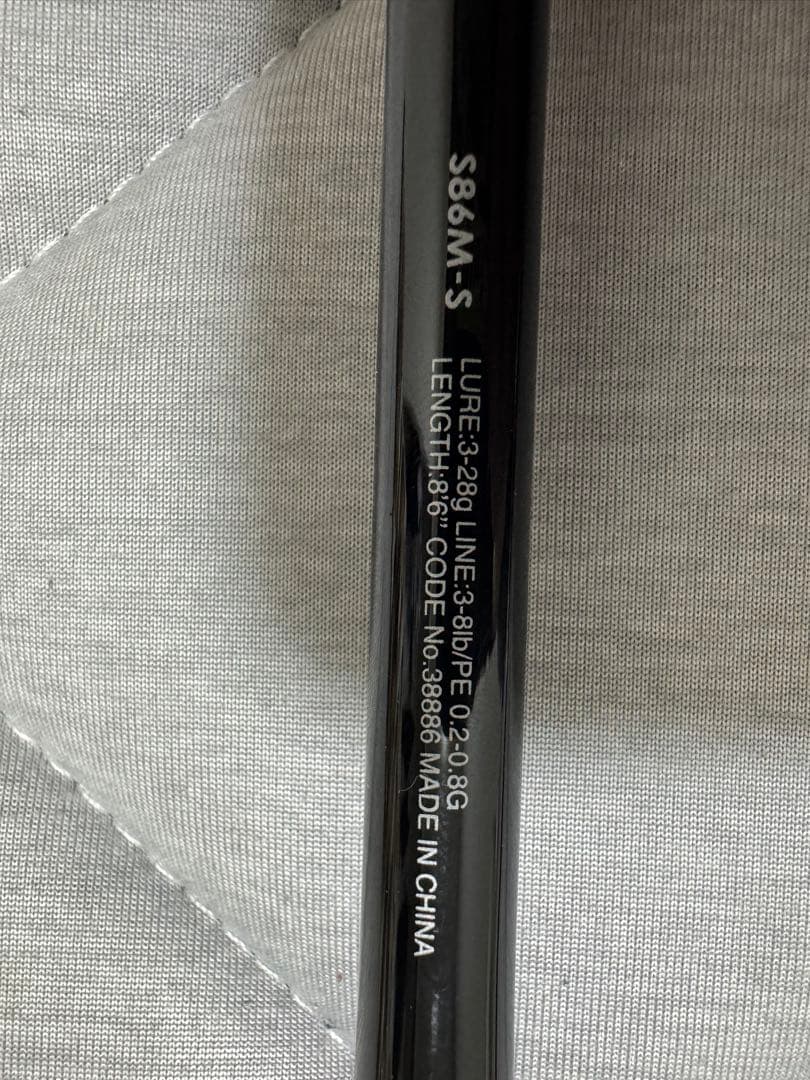 S86M-S
LURE:3-28g LINE:3-8lb/PE 0.2-0.8G
LENGTH:8'6" CODE No.38886 MADE IN CHINA